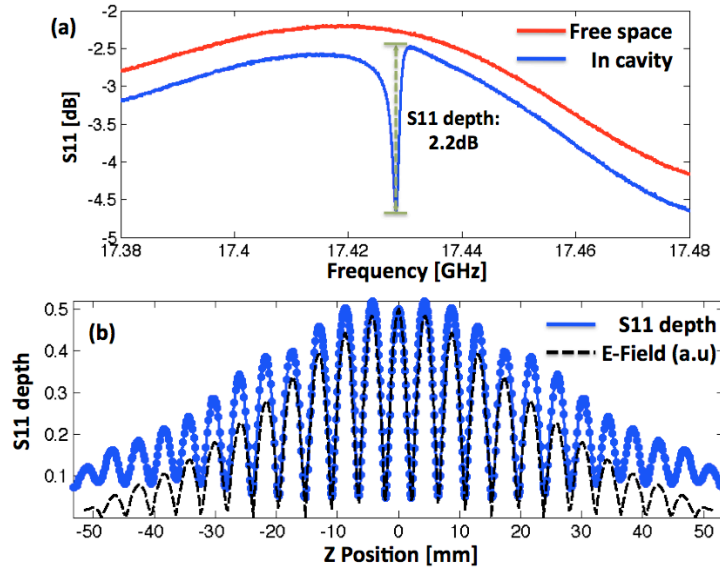 (a)
Free space
In cavity
S11 depth:
2.2dB
S11 [dB]
-2
-2.5
-3
-3.5
-4
-4.5
-5
17.38
17.4
17.42
17.44
17.46
17.48
Frequency [GHz]
(b)
S11 depth
E-Field (a.u)
S11 depth
0.5
0.4
0.3
0.2
0.1
-50 -40 -30 -20 -10 0 10 20 30 40 50
Z Position [mm]